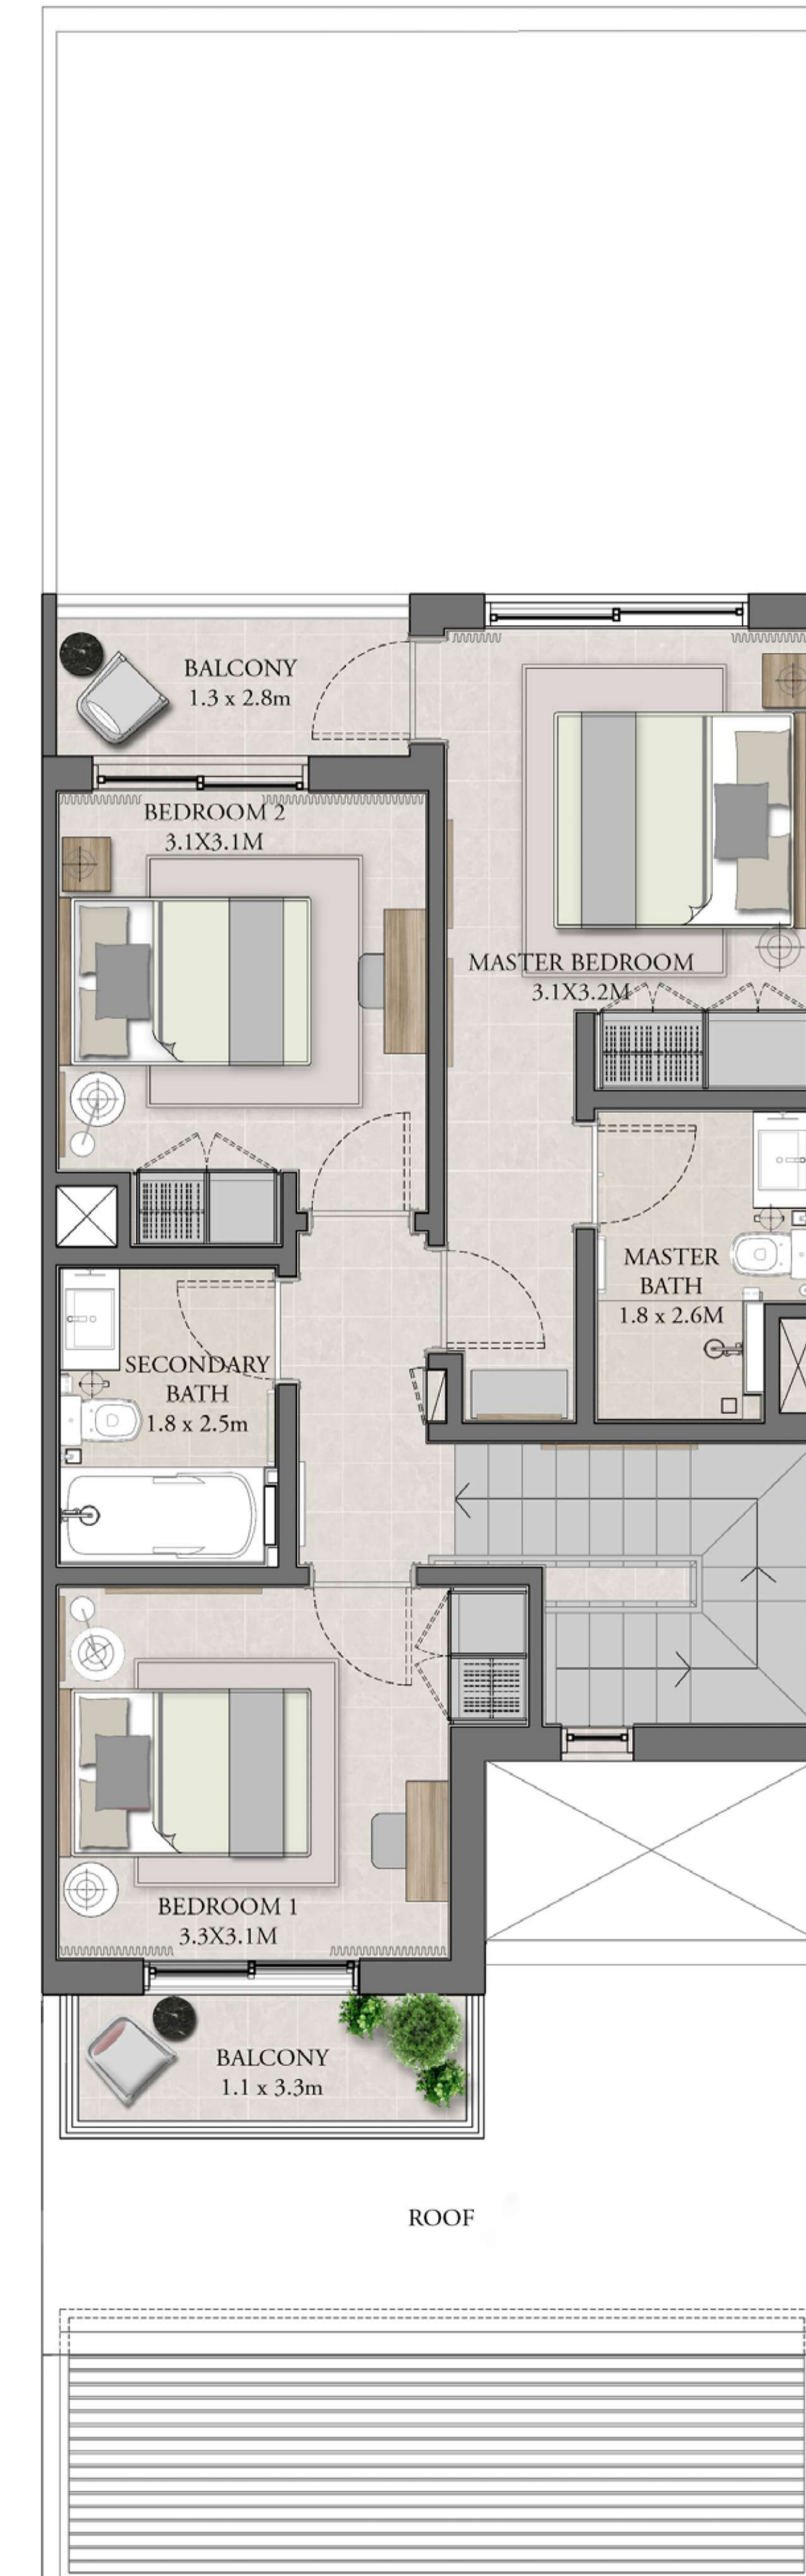 BALCONY
1.3 x 2.8m
BEDROOM 2
3.1X3.1M
MASTER BEDROOM
3.1X3.2M
MASTER
BATH
1.8 x 2.6M
SECONDARY
BATH
1.8 x 2.5m
BEDROOM 1
3.3X3.1M
BALCONY
1.1 x 3.3m
ROOF